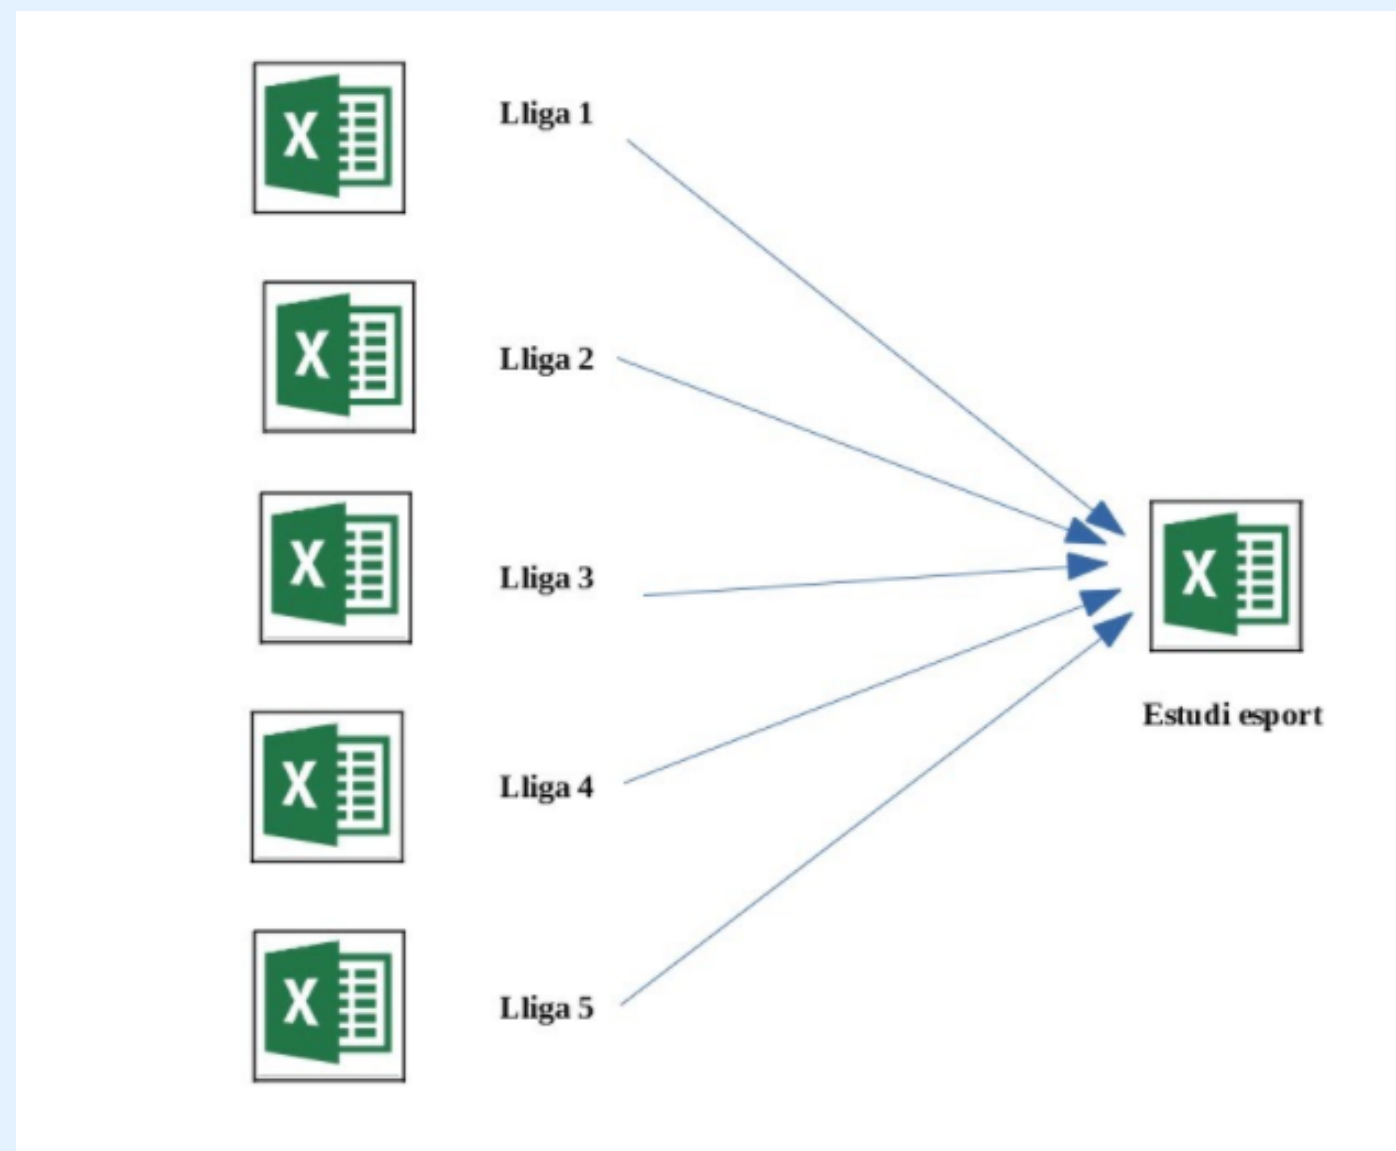 X
Lliga 1
X
Lliga 2
X
Lliga 3
X
Lliga 4
X
Lliga 5
X
Estudi esport